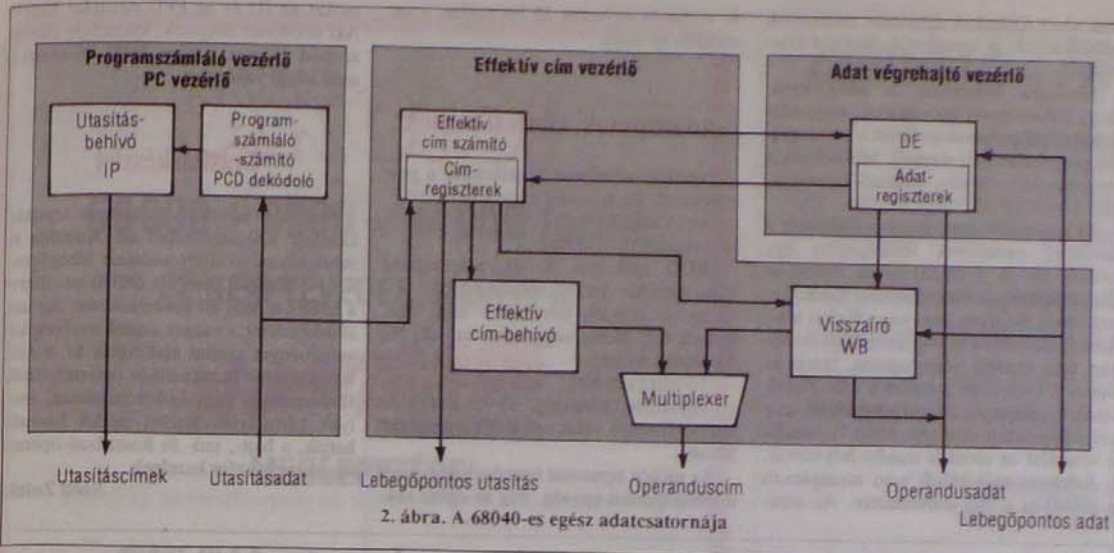 Programszámláló vezérlő
PC vezérlő
Utasítás-
behívó
IP
Program-
számláló
-számító
PCD dekódoló
Effektív cím vezérlő
Effektív
cím számító
Cím-
regiszterek
Effektív
cím-behívó
Multiplexer
Adat végrehajtó vezérlő
DE
Adat-
regiszterek
Visszaíró
WB
Utasításcímek
Utasításadat
Lebegőpontos utasítás
Operanduscím
Operandusadat
Lebegőpontos adat
2. ábra. A 68040-es egész adatcsatornája